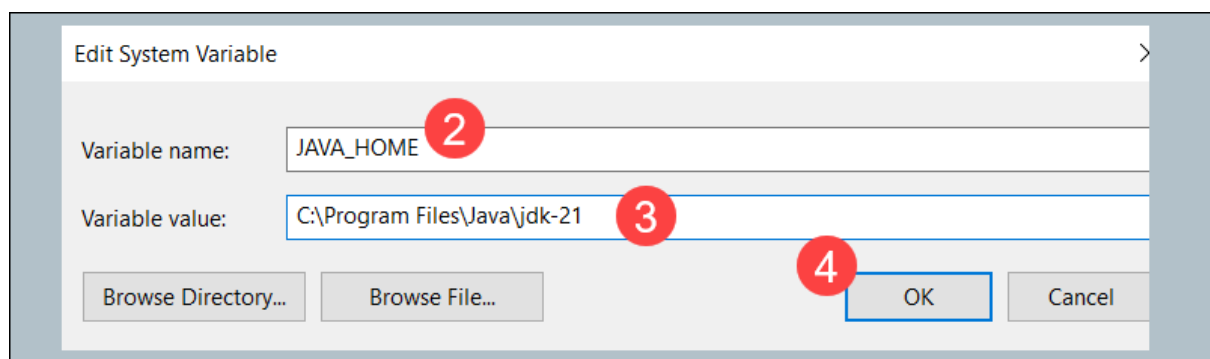 Edit System Variable
2
Variable name: JAVA_HOME
Variable value: C:\Program Files\Java\jdk-21 3
4
Browse Directory... Browse File... OK Cancel